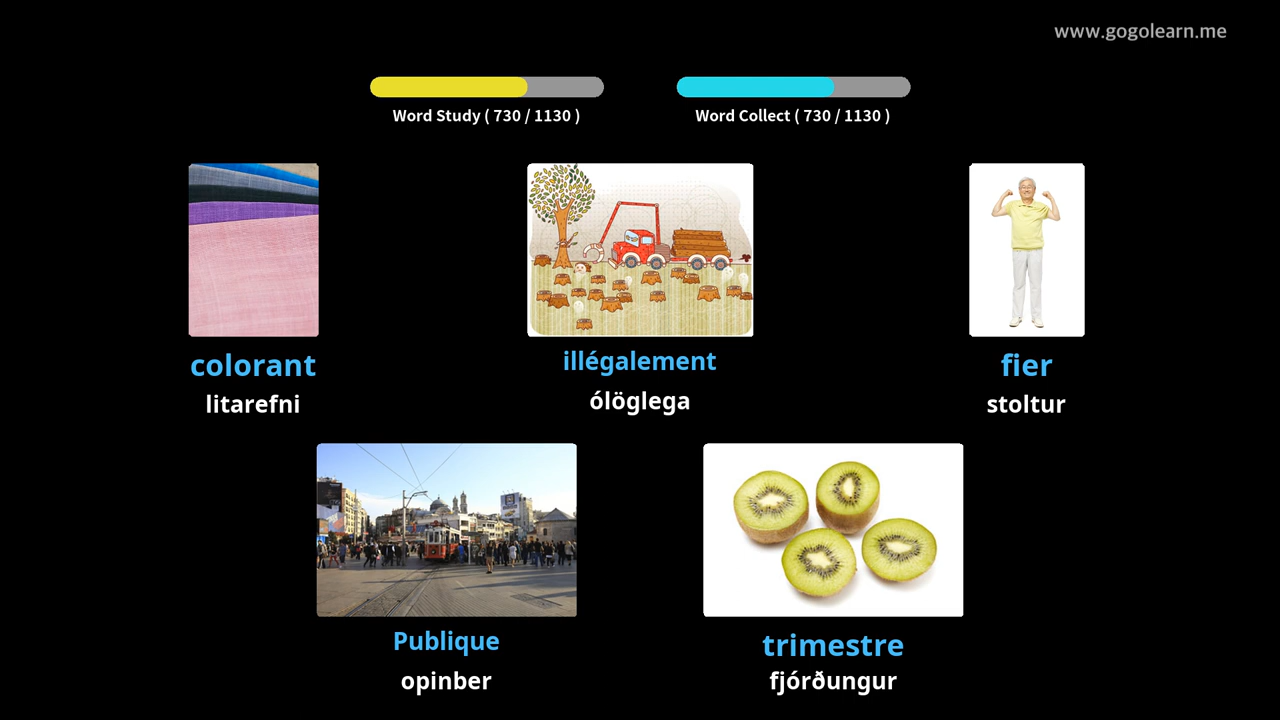 www.gogolearn.me
Word Study ( 730 / 1130 )
Word Collect ( 730 / 1130 )
colorant
litarefni
illégalement
ólöglega
fier
stoltur
Publique
opinber
trimestre
fjórðungur